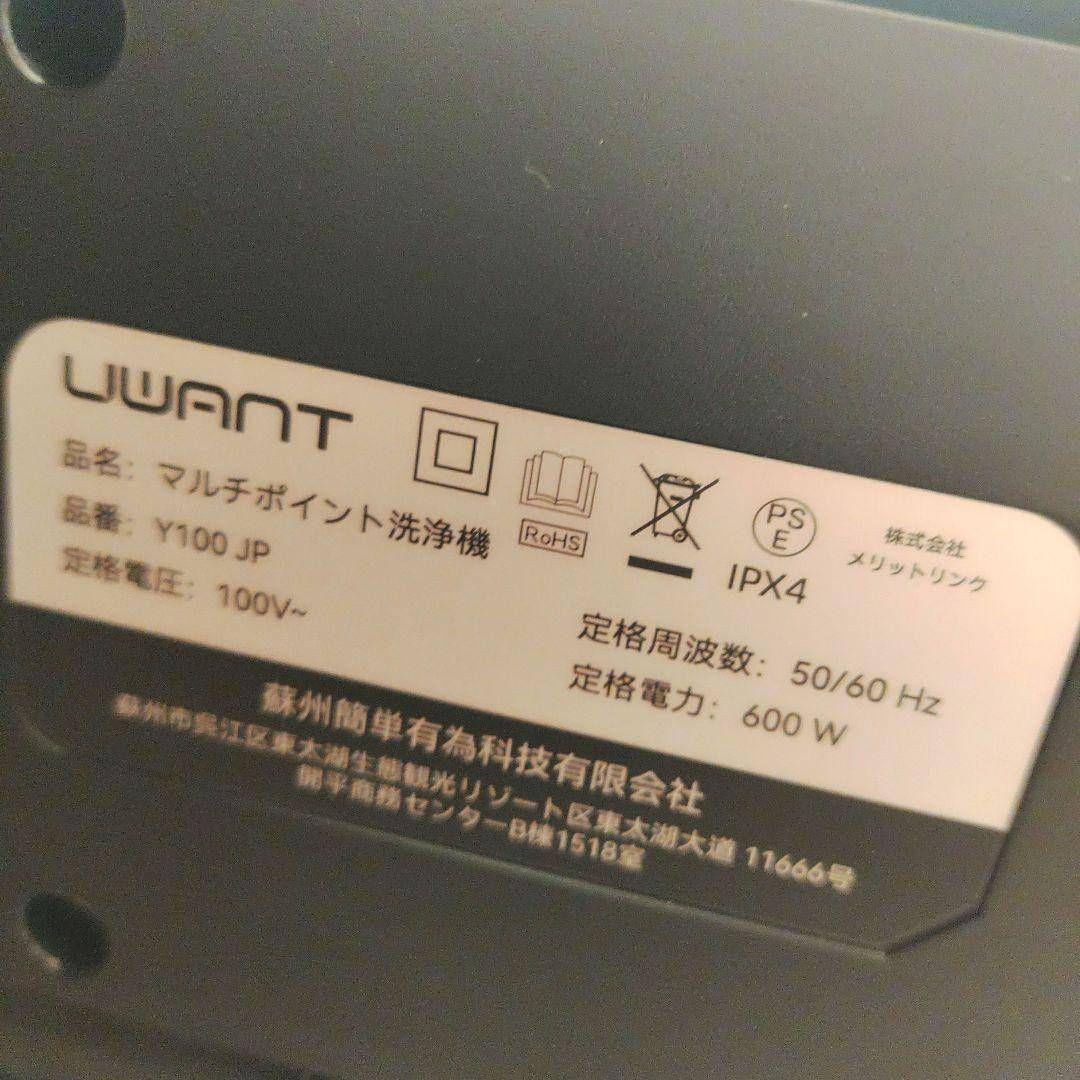 UWANT
品名: マルチポイント洗浄機
品番: Y100 JP
定格電圧: 100V~
RoHS
PS
E
IPX4
株式会社
メリットリンク
定格周波数: 50/60 Hz
定格電力: 600 W
蘇州簡単有為科技有限会社
蘇州市呉江区東太湖生態観光リゾート区東太湖大道 11666号
開平商務センターB棟1518室